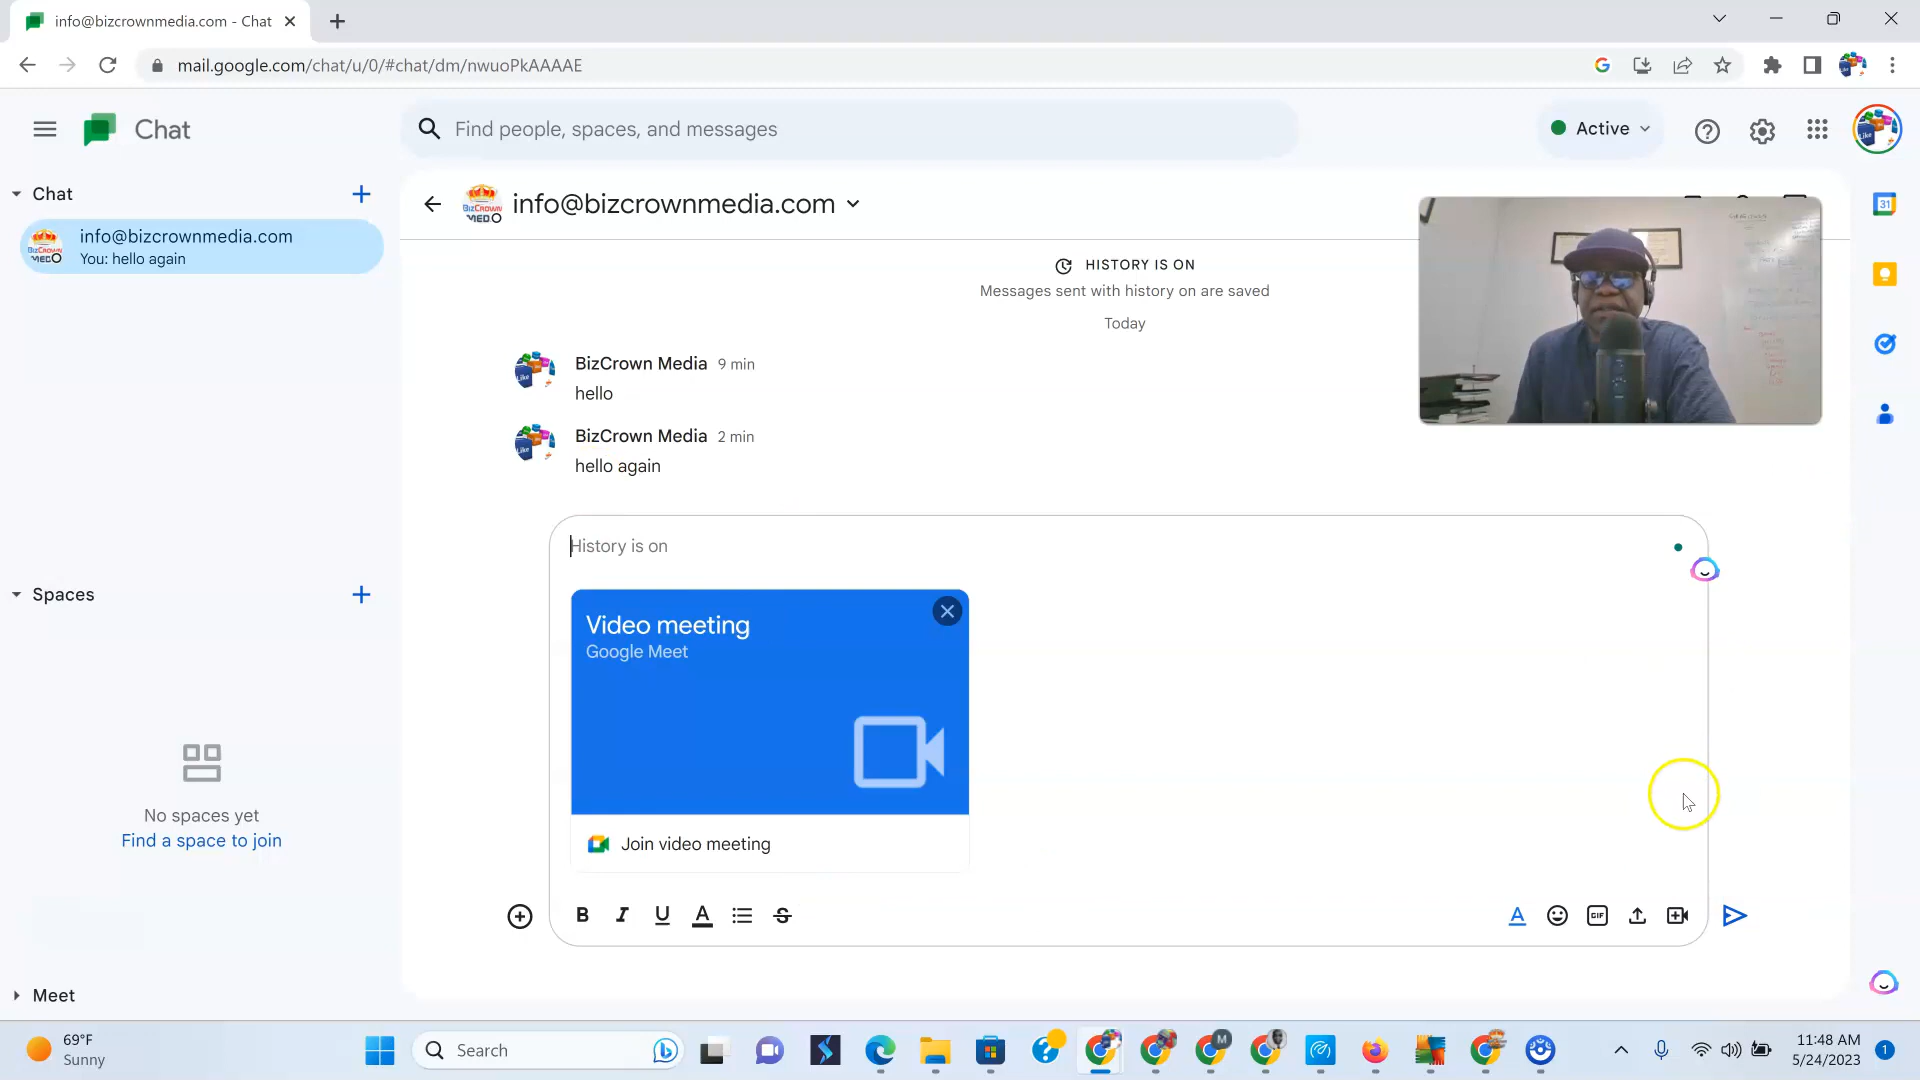 info@bizcrownmedia.com - Chat
mail.google.com/chat/u/0/#chat/dm/nwuoPkAAAAE
Chat
Find people, spaces, and messages
Active
31
Chat
info@bizcrownmedia.com
You: hello again
info@bizcrownmedia.com
HISTORY IS ON
Messages sent with history on are saved
Today
BizCrown Media 9 min
hello
BizCrown Media 2 min
hello again
History is on
Video meeting
Google Meet
Join video meeting
Spaces
No spaces yet
Find a space to join
Meet
B I U A S
A GIF
69°F
Sunny
Search
M
11:48 AM
5/24/2023
1